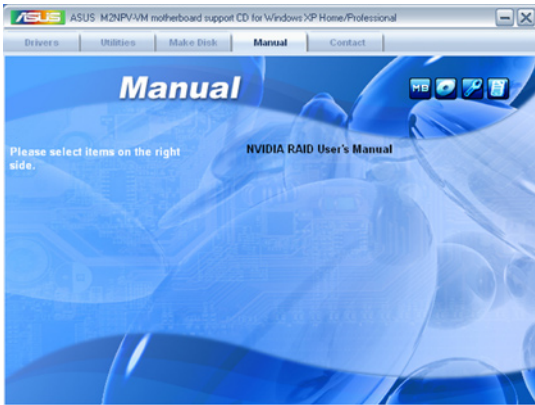 ASUS ASUS M2NPV-VM motherboard support CD for Windows XP Home/Professional
Drivers Utilities Make Disk Manual Contact
Manual
MB
Please select items on the right
side.
NVIDIA RAID User's Manual